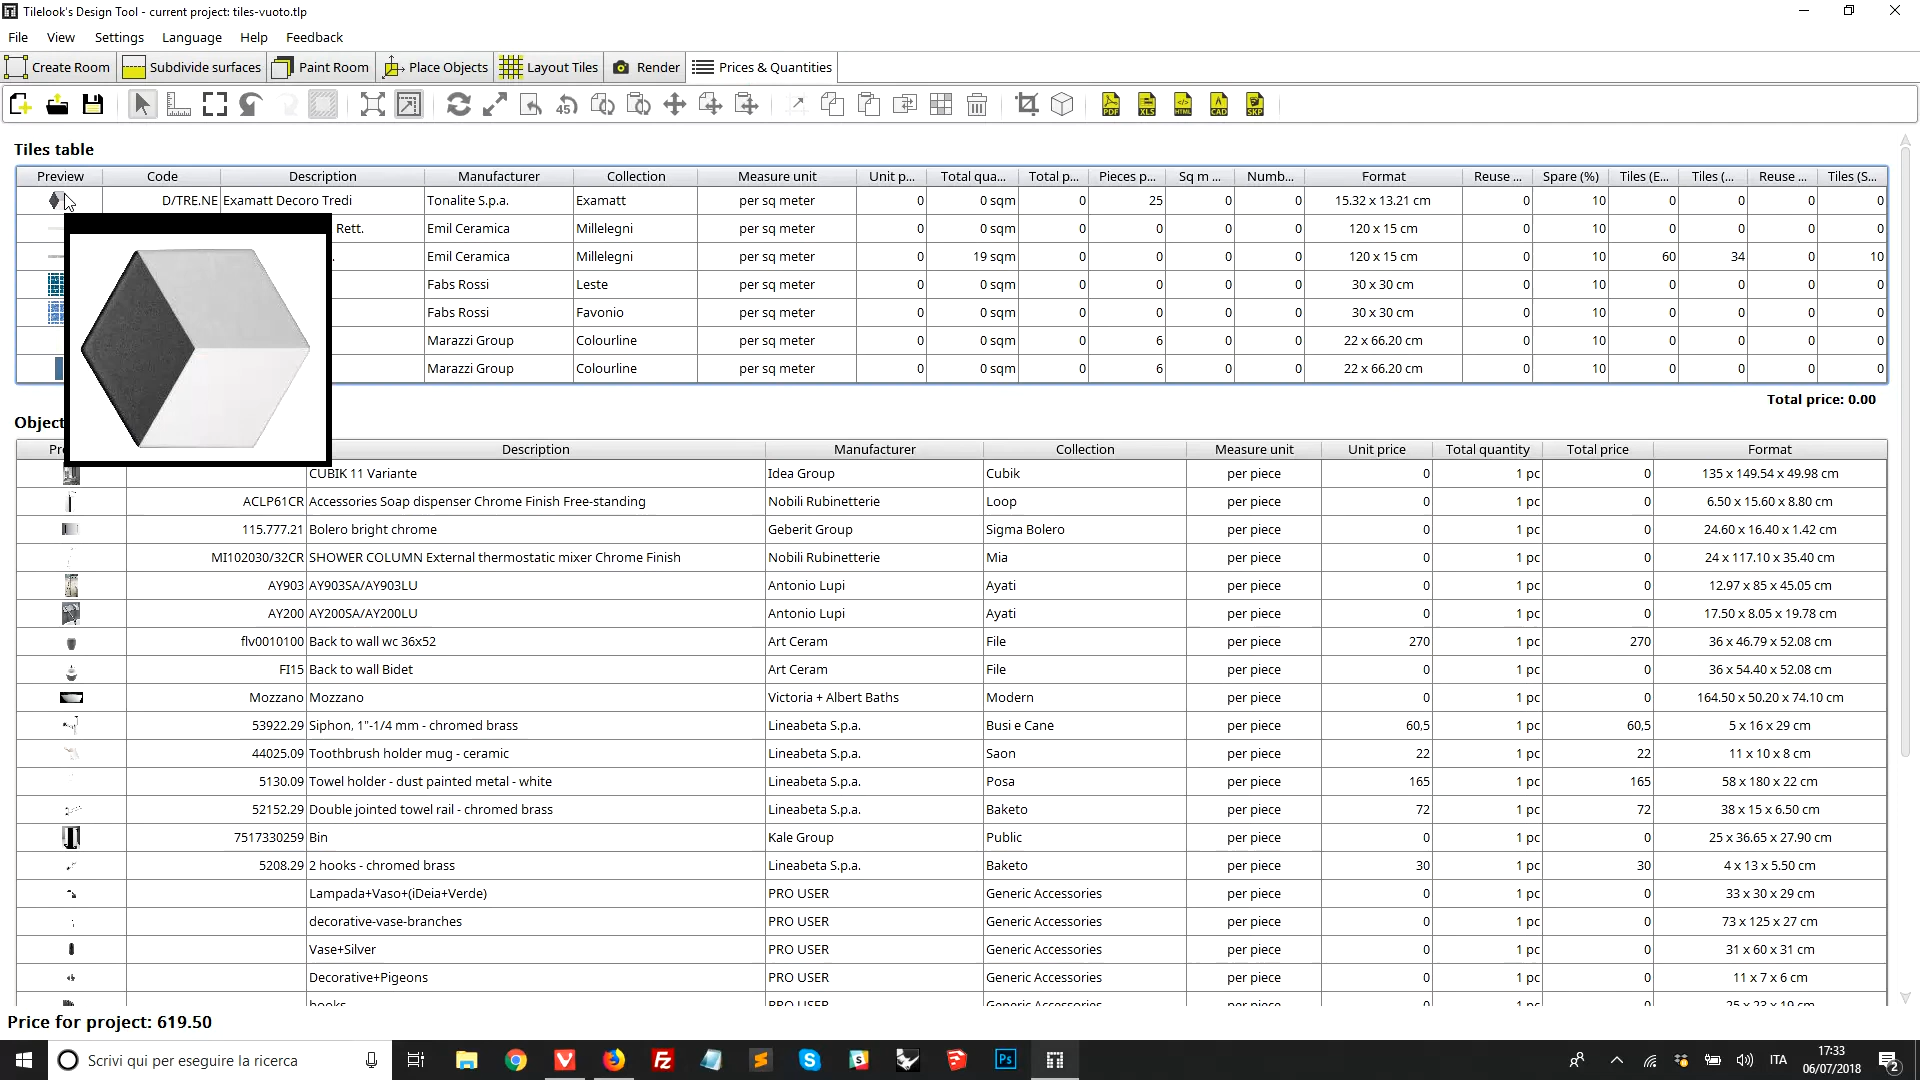 Tilelook's Design Tool - current project: tiles-vuoto.tlp
File View Settings Language Help Feedback
Create Room Subdivide surfaces Paint Room Place Objects Layout Tiles Render Prices & Quantities
45 PDF XLS HTML CAD SKP
Tiles table
Preview Code Description Manufacturer Collection Measure unit Unit p... Total qua... Total p... Pieces p... Sq m ... Numb... Format Reuse ... Spare (%) Tiles (E... Tiles (... Reuse ... Tiles (S...
D/TRE.NE Examatt Decoro Tredi Tonalite S.p.a. Examatt per sq meter 0 0 sqm 0 25 0 0 15.32 x 13.21 cm 0 10 0 0 0 0
Rett. Emil Ceramica Millelegni per sq meter 0 0 sqm 0 0 0 0 120 x 15 cm 0 10 0 0 0 0
. Emil Ceramica Millelegni per sq meter 0 19 sqm 0 0 0 0 120 x 15 cm 0 10 60 34 0 10
Fabs Rossi Leste per sq meter 0 0 sqm 0 0 0 0 30 x 30 cm 0 10 0 0 0 0
Fabs Rossi Favonio per sq meter 0 0 sqm 0 0 0 0 30 x 30 cm 0 10 0 0 0 0
Marazzi Group Colourline per sq meter 0 0 sqm 0 6 0 0 22 x 66.20 cm 0 10 0 0 0 0
Marazzi Group Colourline per sq meter 0 0 sqm 0 6 0 0 22 x 66.20 cm 0 10 0 0 0 0
Total price: 0.00
Object
Pr Description Manufacturer Collection Measure unit Unit price Total quantity Total price Format
CUBIK 11 Variante Idea Group Cubik per piece 0 1 pc 0 135 x 149.54 x 49.98 cm
ACLP61CR Accessories Soap dispenser Chrome Finish Free-standing Nobili Rubinetterie Loop per piece 0 1 pc 0 6.50 x 15.60 x 8.80 cm
115.777.21 Bolero bright chrome Geberit Group Sigma Bolero per piece 0 1 pc 0 24.60 x 16.40 x 1.42 cm
MI102030/32CR SHOWER COLUMN External thermostatic mixer Chrome Finish Nobili Rubinetterie Mia per piece 0 1 pc 0 24 x 117.10 x 35.40 cm
AY903 AY903SA/AY903LU Antonio Lupi Ayati per piece 0 1 pc 0 12.97 x 85 x 45.05 cm
AY200 AY200SA/AY200LU Antonio Lupi Ayati per piece 0 1 pc 0 17.50 x 8.05 x 19.78 cm
flv0010100 Back to wall wc 36x52 Art Ceram File per piece 270 1 pc 270 36 x 46.79 x 52.08 cm
FI15 Back to wall Bidet Art Ceram File per piece 0 1 pc 0 36 x 54.40 x 52.08 cm
Mozzano Mozzano Victoria + Albert Baths Modern per piece 0 1 pc 0 164.50 x 50.20 x 74.10 cm
53922.29 Siphon, 1"-1/4 mm - chromed brass Lineabeta S.p.a. Busi e Cane per piece 60,5 1 pc 60,5 5 x 16 x 29 cm
44025.09 Toothbrush holder mug - ceramic Lineabeta S.p.a. Saon per piece 22 1 pc 22 11 x 10 x 8 cm
5130.09 Towel holder - dust painted metal - white Lineabeta S.p.a. Posa per piece 165 1 pc 165 58 x 180 x 22 cm
52152.29 Double jointed towel rail - chromed brass Lineabeta S.p.a. Baketo per piece 72 1 pc 72 38 x 15 x 6.50 cm
7517330259 Bin Kale Group Public per piece 0 1 pc 0 25 x 36.65 x 27.90 cm
5208.29 2 hooks - chromed brass Lineabeta S.p.a. Baketo per piece 30 1 pc 30 4 x 13 x 5.50 cm
Lampada+Vaso+(iDeia+Verde) PRO USER Generic Accessories per piece 0 1 pc 0 33 x 30 x 29 cm
decorative-vase-branches PRO USER Generic Accessories per piece 0 1 pc 0 73 x 125 x 27 cm
Vase+Silver PRO USER Generic Accessories per piece 0 1 pc 0 31 x 60 x 31 cm
Decorative+Pigeons PRO USER Generic Accessories per piece 0 1 pc 0 11 x 7 x 6 cm
hooks PRO USER Generic Accessories per piece 0 1 pc 0 25 x 23 x 19 cm
Price for project: 619.50
Scrivi qui per eseguire la ricerca Fz S Ps ITA 17:33
06/07/2018 2